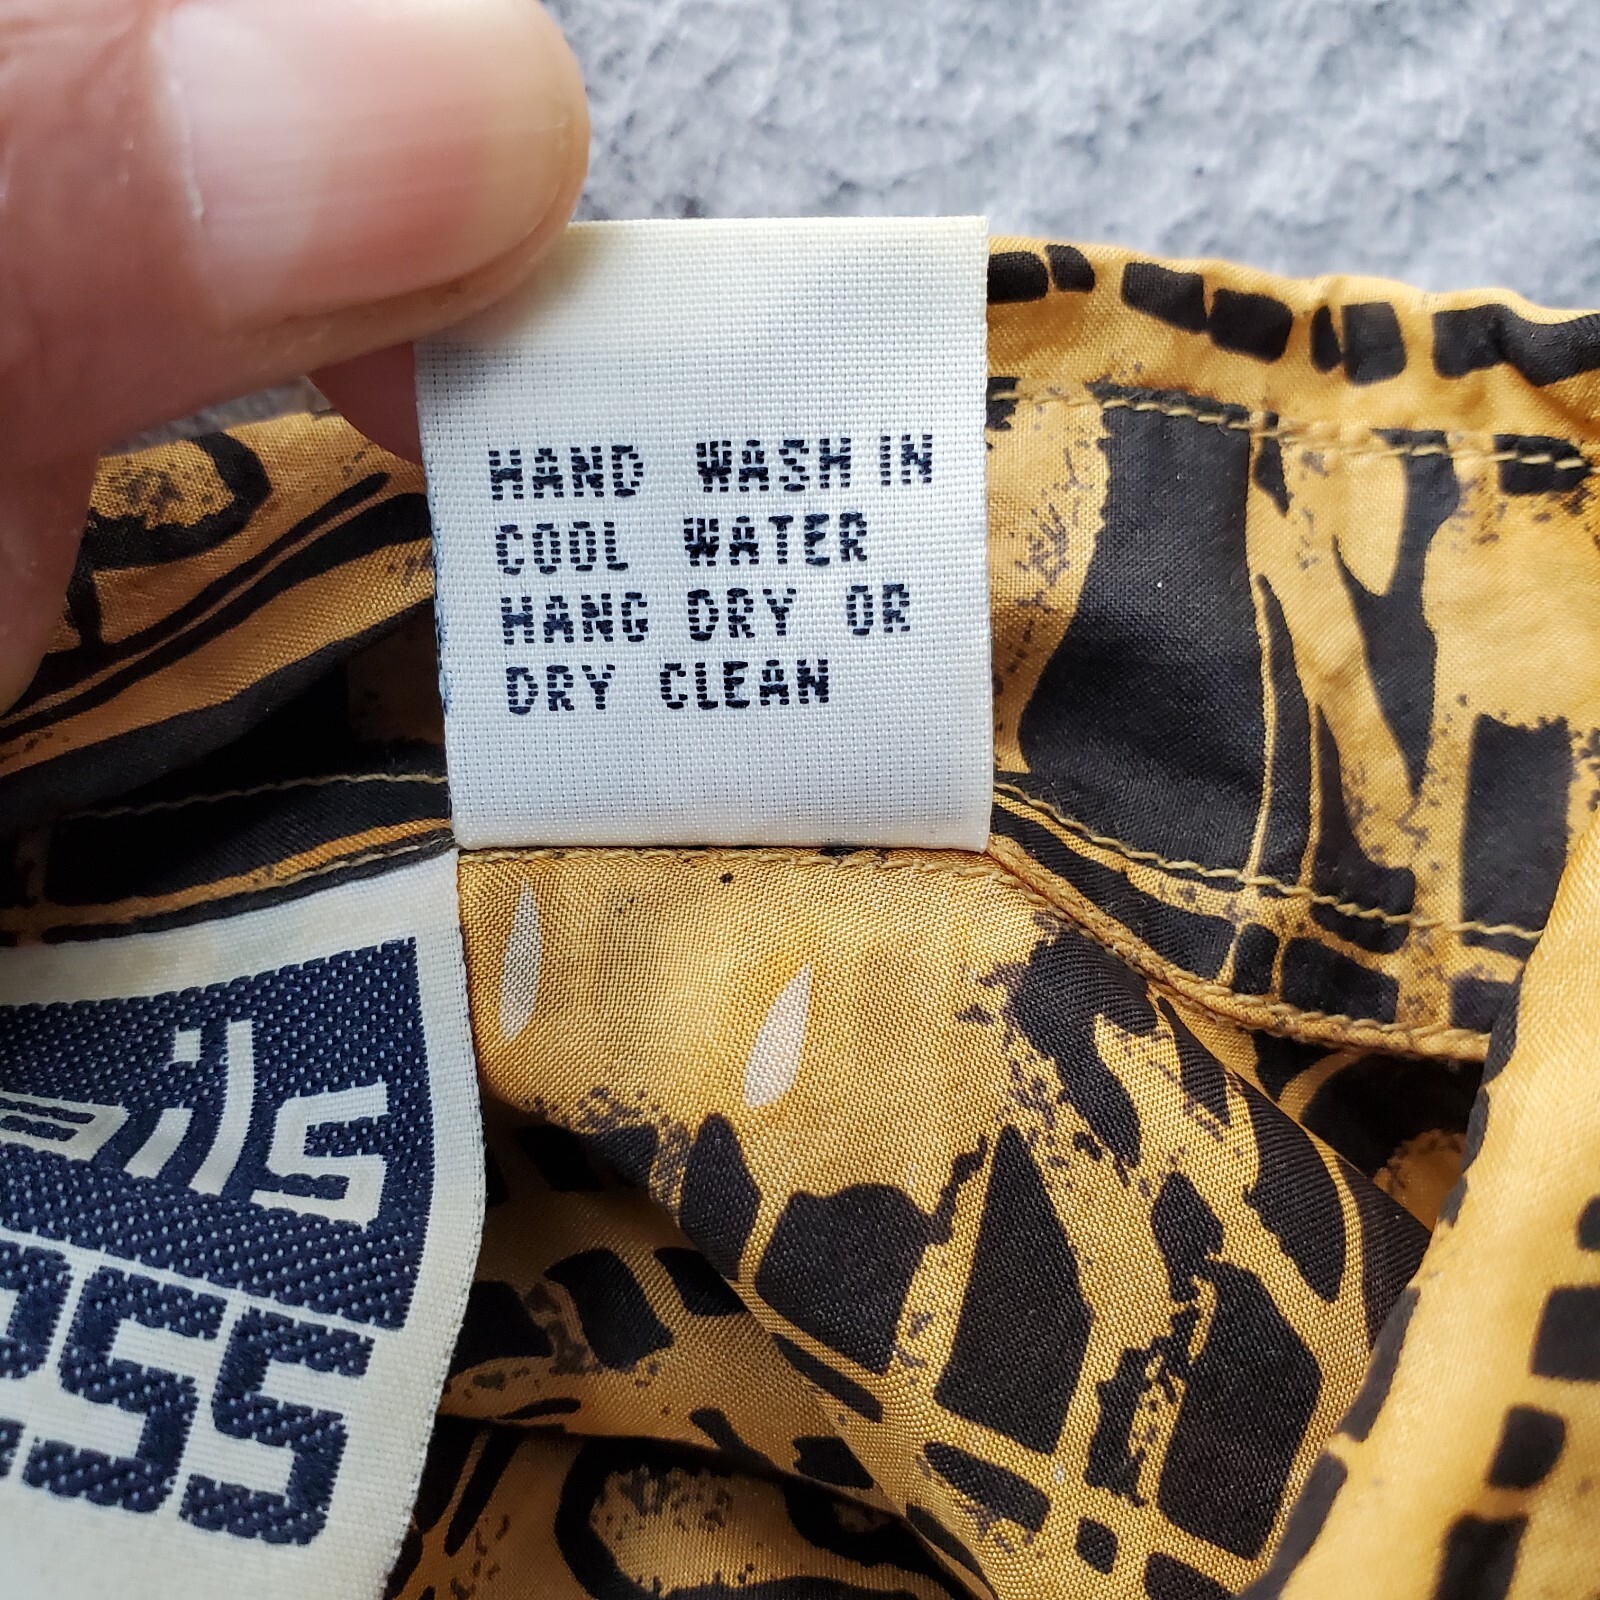 HAND WASH IN
COOL WATER
HANG DRY OR
DRY CLEAN